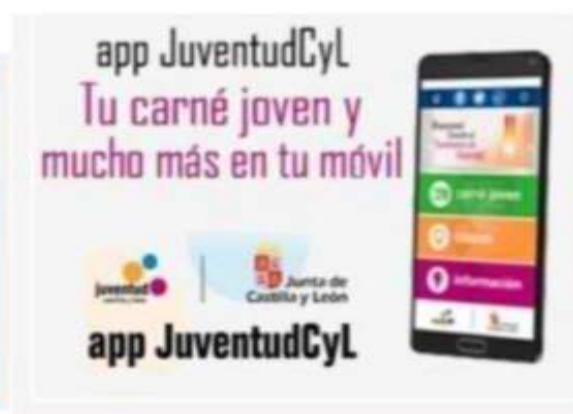 app JuventudCyL
Tu carné joven y
mucho más en tu móvil
carné joven
información
juventud
Junta de
Castilla y León
app JuventudCyL